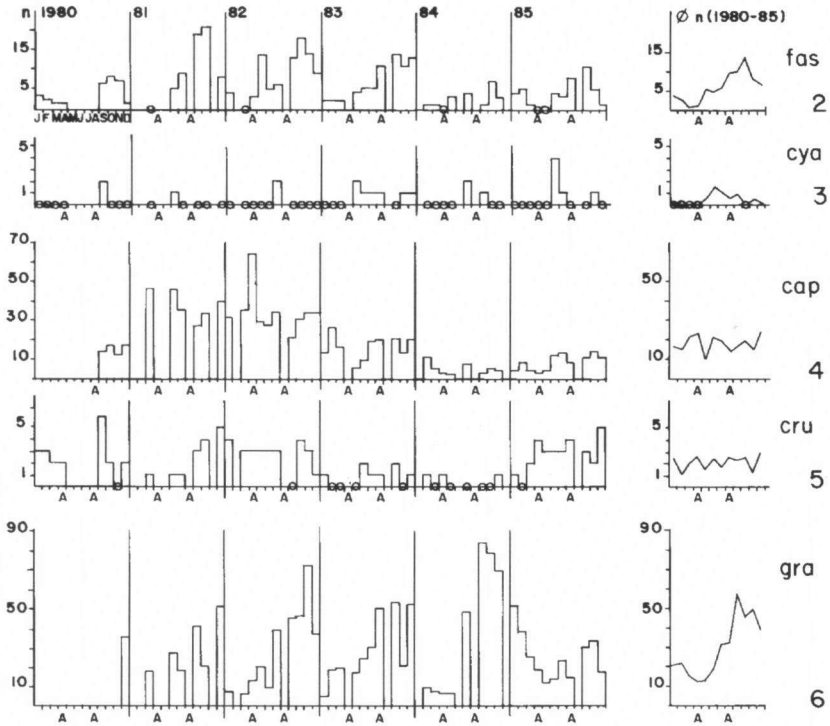 n 1980 81 82 83 84 85 Ø n (1980-85)
15 15 fas
5 5
J F M A M J J A S O N D A A A A A A A A A A A A 2
5 5 cya
1 1
A A A A A A A A A A A A A A 3
70
50 50 cap
30
10 10
A A A A A A A A A A A A A 4
5 5 cru
1 1
A A A A A A A A A A A A A A 5
90 90
50 50 gra
10 10
A A A A A A A A A A A A A A 6